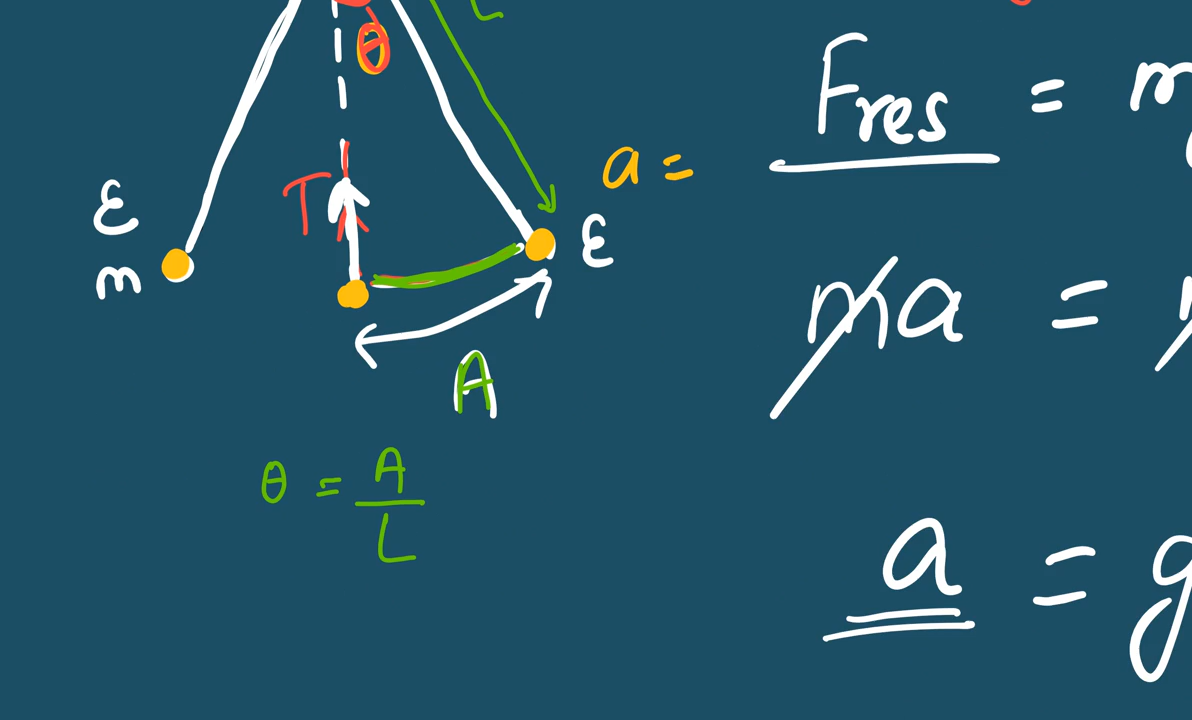 L
θ
Fres = m
a =
T
ε
ε
m
ma =
A
θ = A / L
a = g